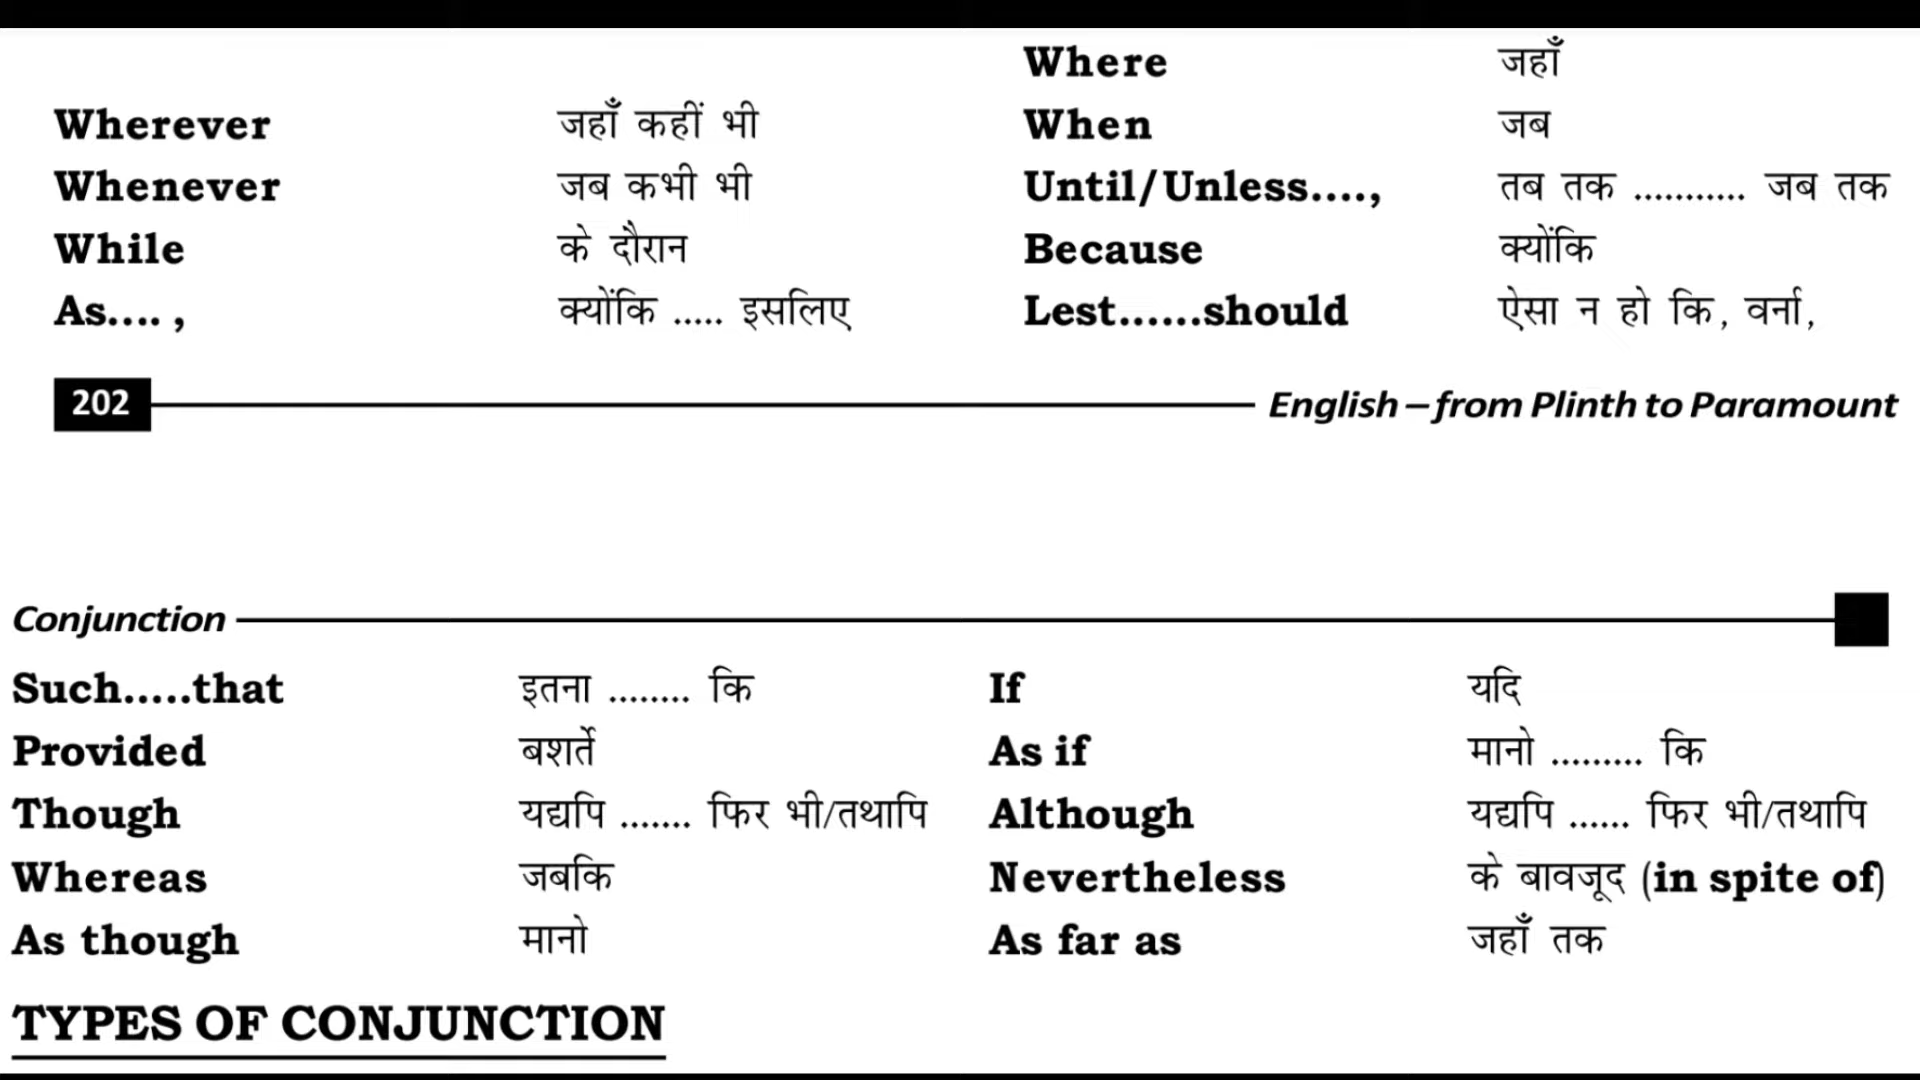 Where जहाँ
Wherever जहाँ कहीं भी When जब
Whenever जब कभी भी Until/Unless...., तब तक ........... जब तक
While के दौरान Because क्योंकि
As.... , क्योंकि ..... इसलिए Lest......should ऐसा न हो कि, वर्ना,
202 English – from Plinth to Paramount
Conjunction
Such.....that इतना ........ कि If यदि
Provided बशर्ते As if मानो ......... कि
Though यद्यपि ....... फिर भी/तथापि Although यद्यपि ...... फिर भी/तथापि
Whereas जबकि Nevertheless के बावजूद (in spite of)
As though मानो As far as जहाँ तक
TYPES OF CONJUNCTION